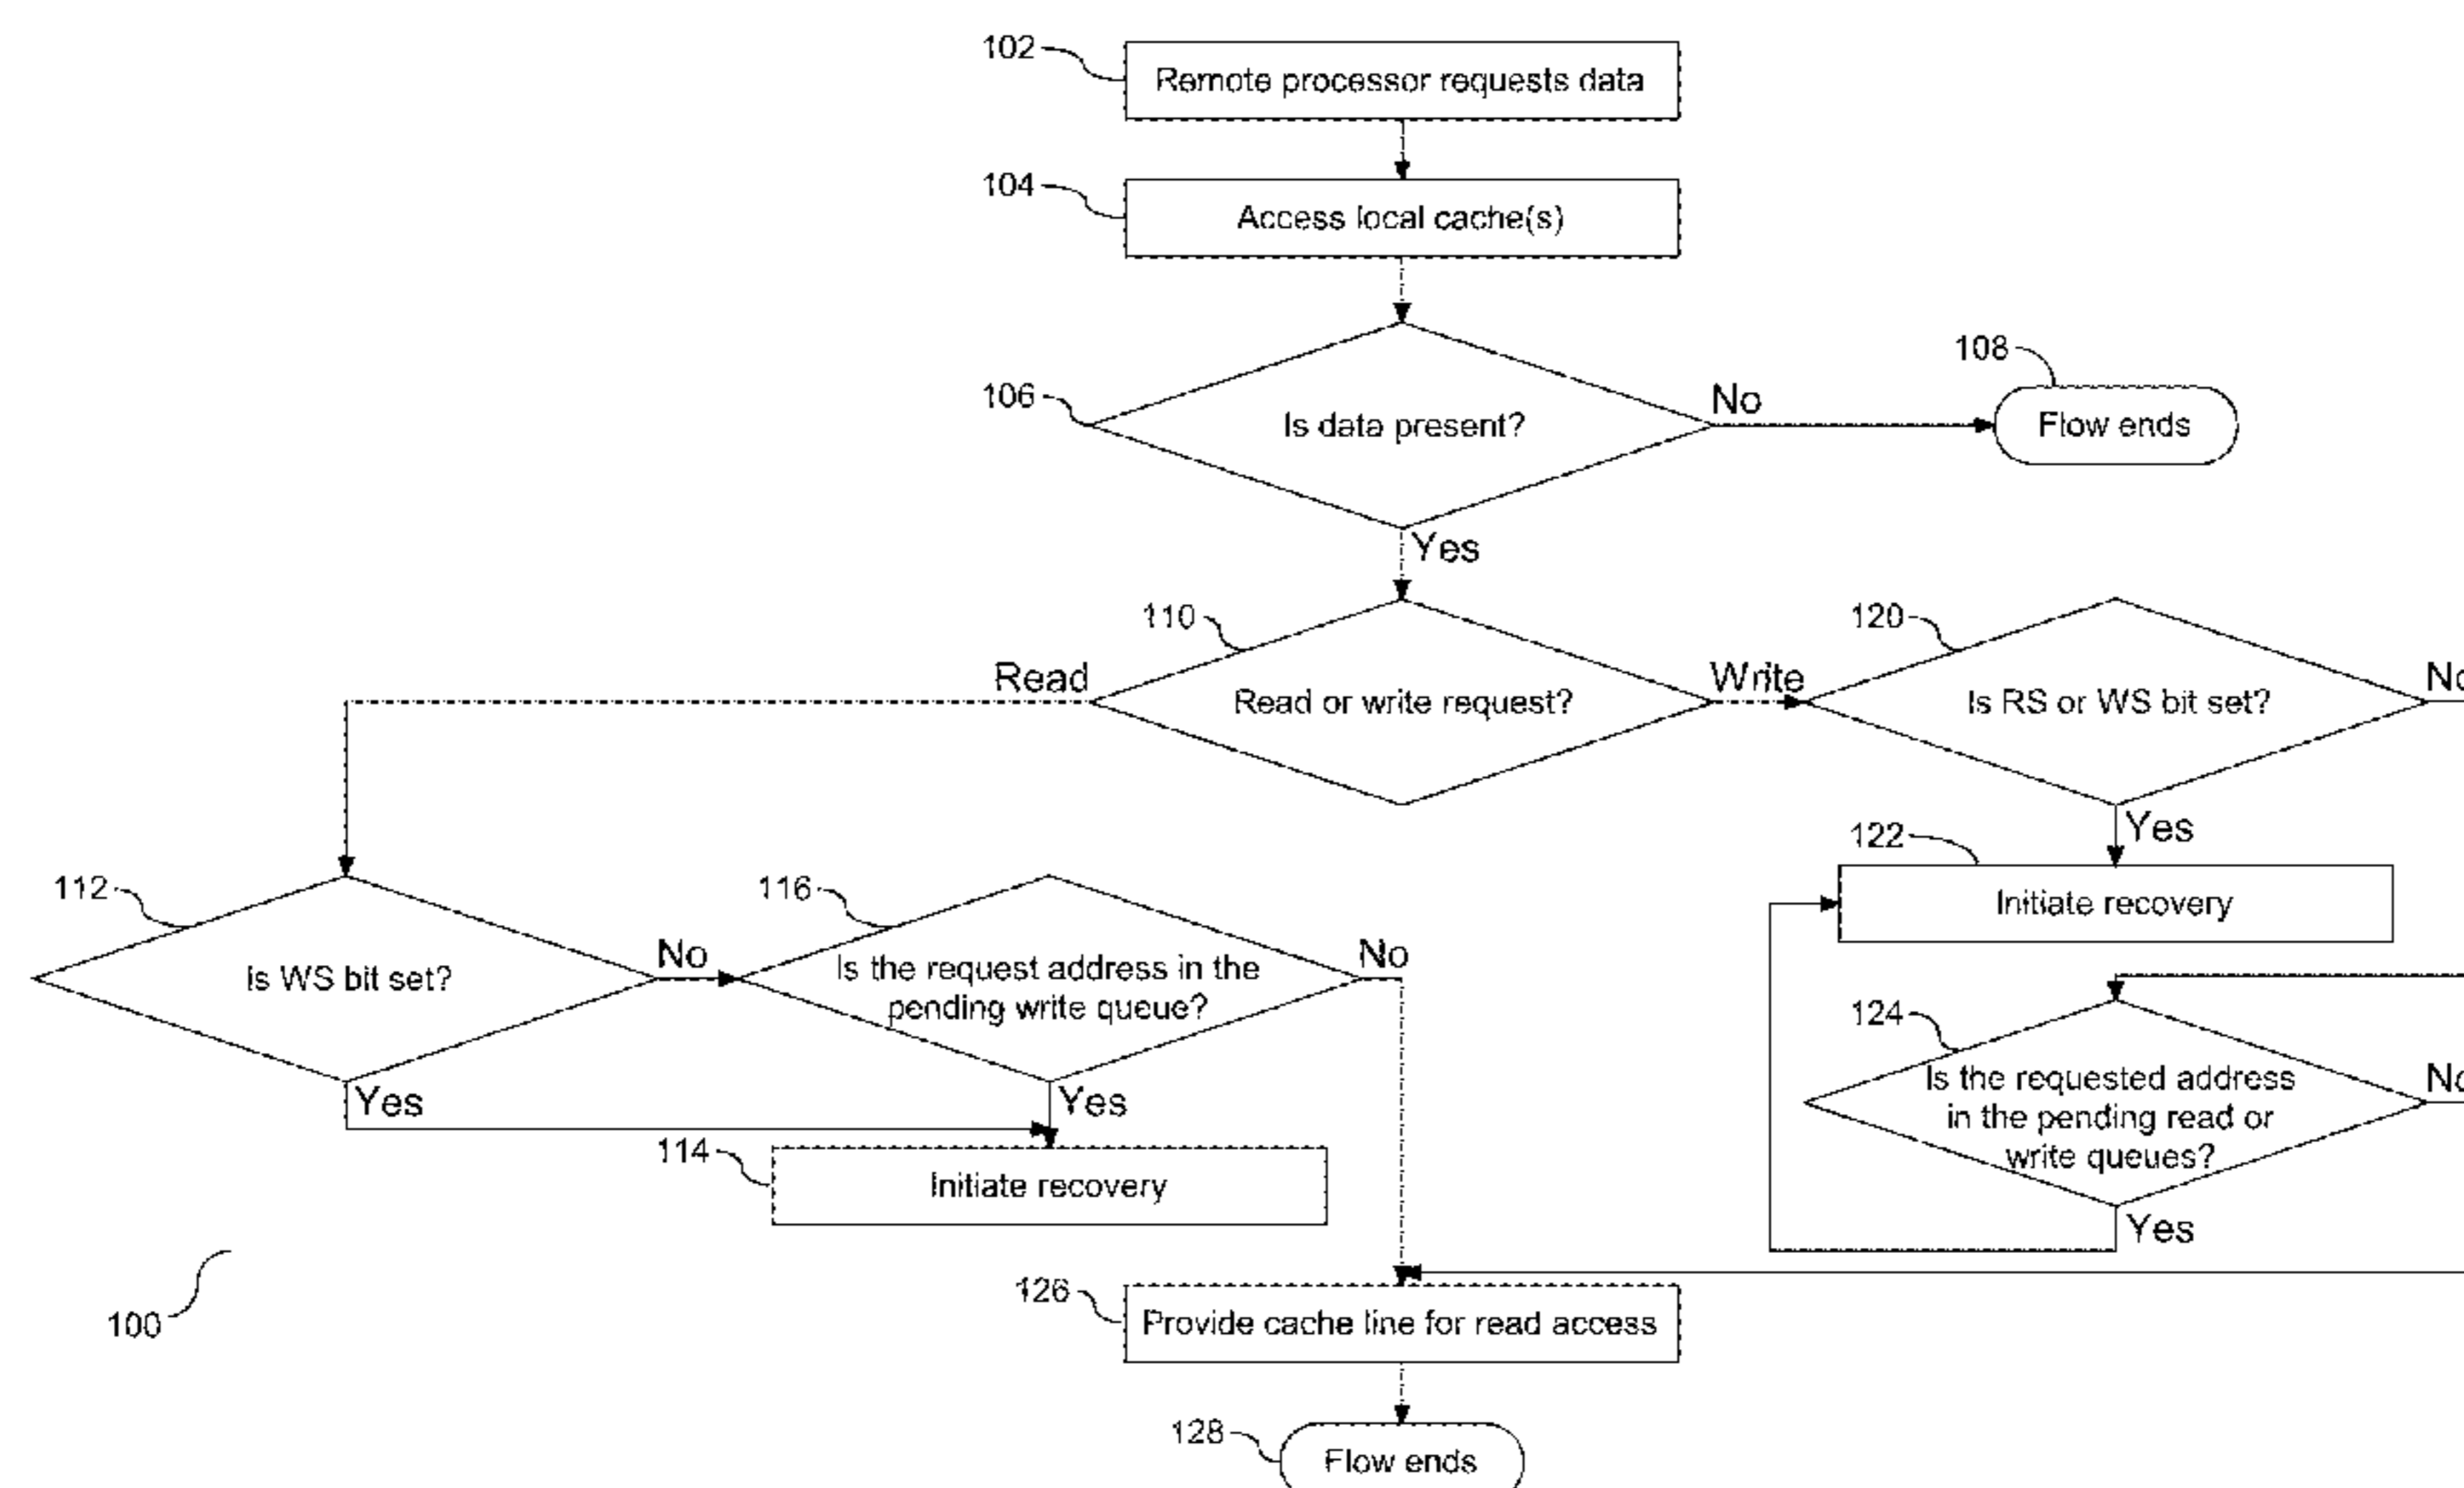 102
Remote processor requests data
104
Access local cache(s)
106
Is data present?
No
108
Flow ends
Yes
110
Read or write request?
Read
Write
120
Is RS or WS bit set?
No
Yes
122
Initiate recovery
112
Is WS bit set?
No
116
Is the request address in the
pending write queue?
No
Yes
Yes
114
Initiate recovery
124
Is the requested address
in the pending read or
write queues?
No
Yes
100
126
Provide cache line for read access
128
Flow ends